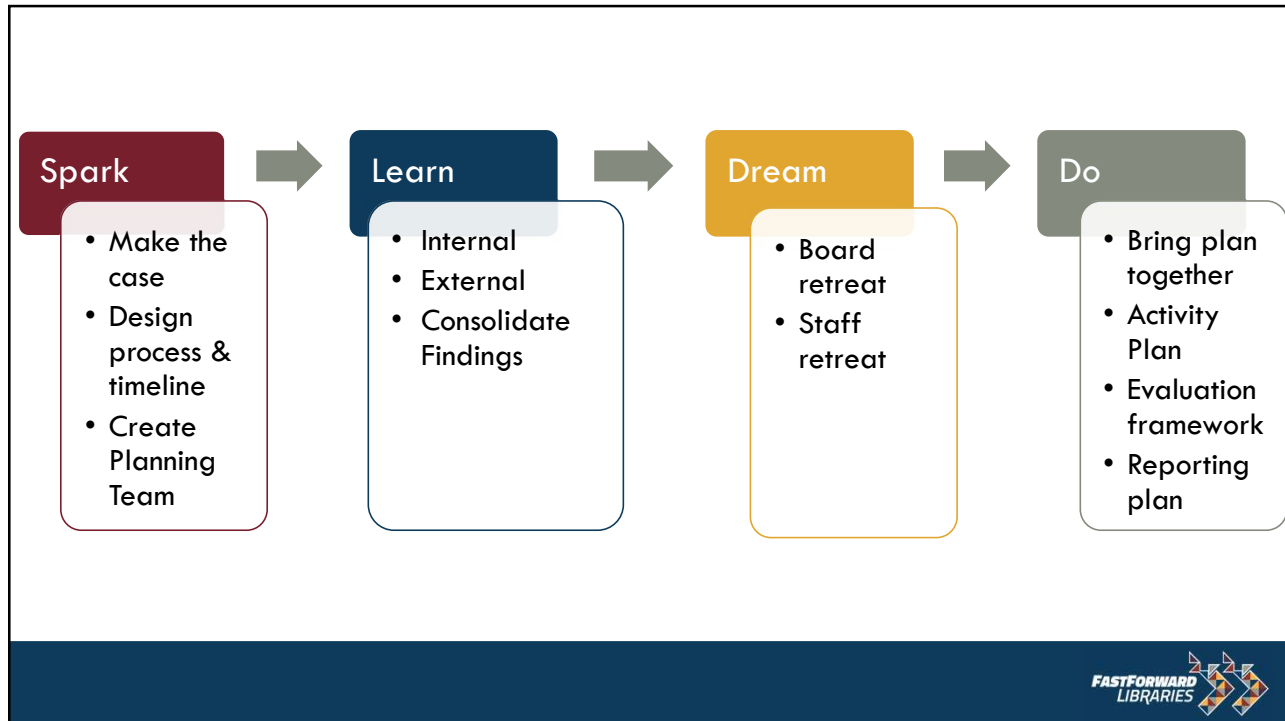 Spark
• Make the
case
• Design
process &
timeline
• Create
Planning
Team
Learn
• Internal
• External
• Consolidate
Findings
Dream
• Board
retreat
• Staff
retreat
Do
• Bring plan
together
• Activity
Plan
• Evaluation
framework
• Reporting
plan
FASTFORWARD
LIBRARIES